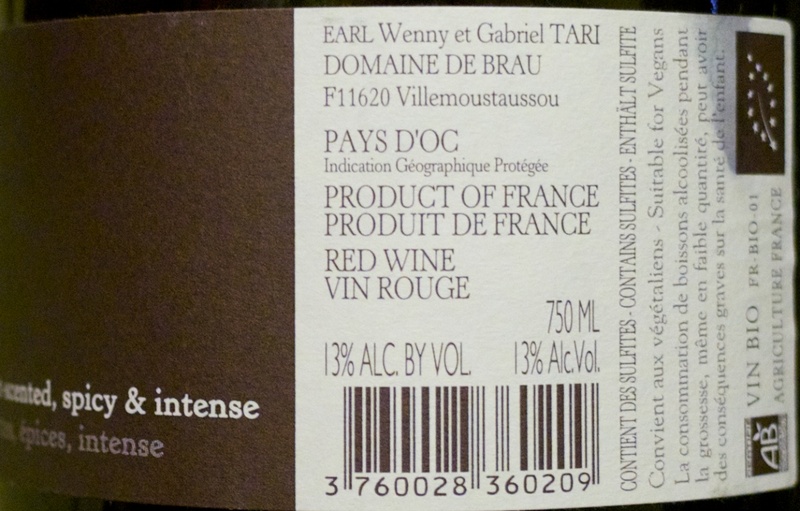 spicy & intense
épices, intense
EARL Wenny et Gabriel TARI
DOMAINE DE BRAU
F11620 Villemoustaussou
PAYS D'OC
Indication Géographique Protégée
PRODUCT OF FRANCE
PRODUIT DE FRANCE
RED WINE
VIN ROUGE
750 ML
13% ALC. BY VOL. 13% Alc.Vol.
3 760028 360209
CONTIENT DES SULFITES - CONTAINS SULFITES - ENTHÄLT SULFITE
Convient aux végétaliens - Suitable for Vegans
La consommation de boissons alcoolisées pendant
la grossesse, même en faible quantité, peut avoir
des conséquences graves sur la santé de l'enfant.
VIN BIO FR-BIO-01
AGRICULTURE FRANCE
AB